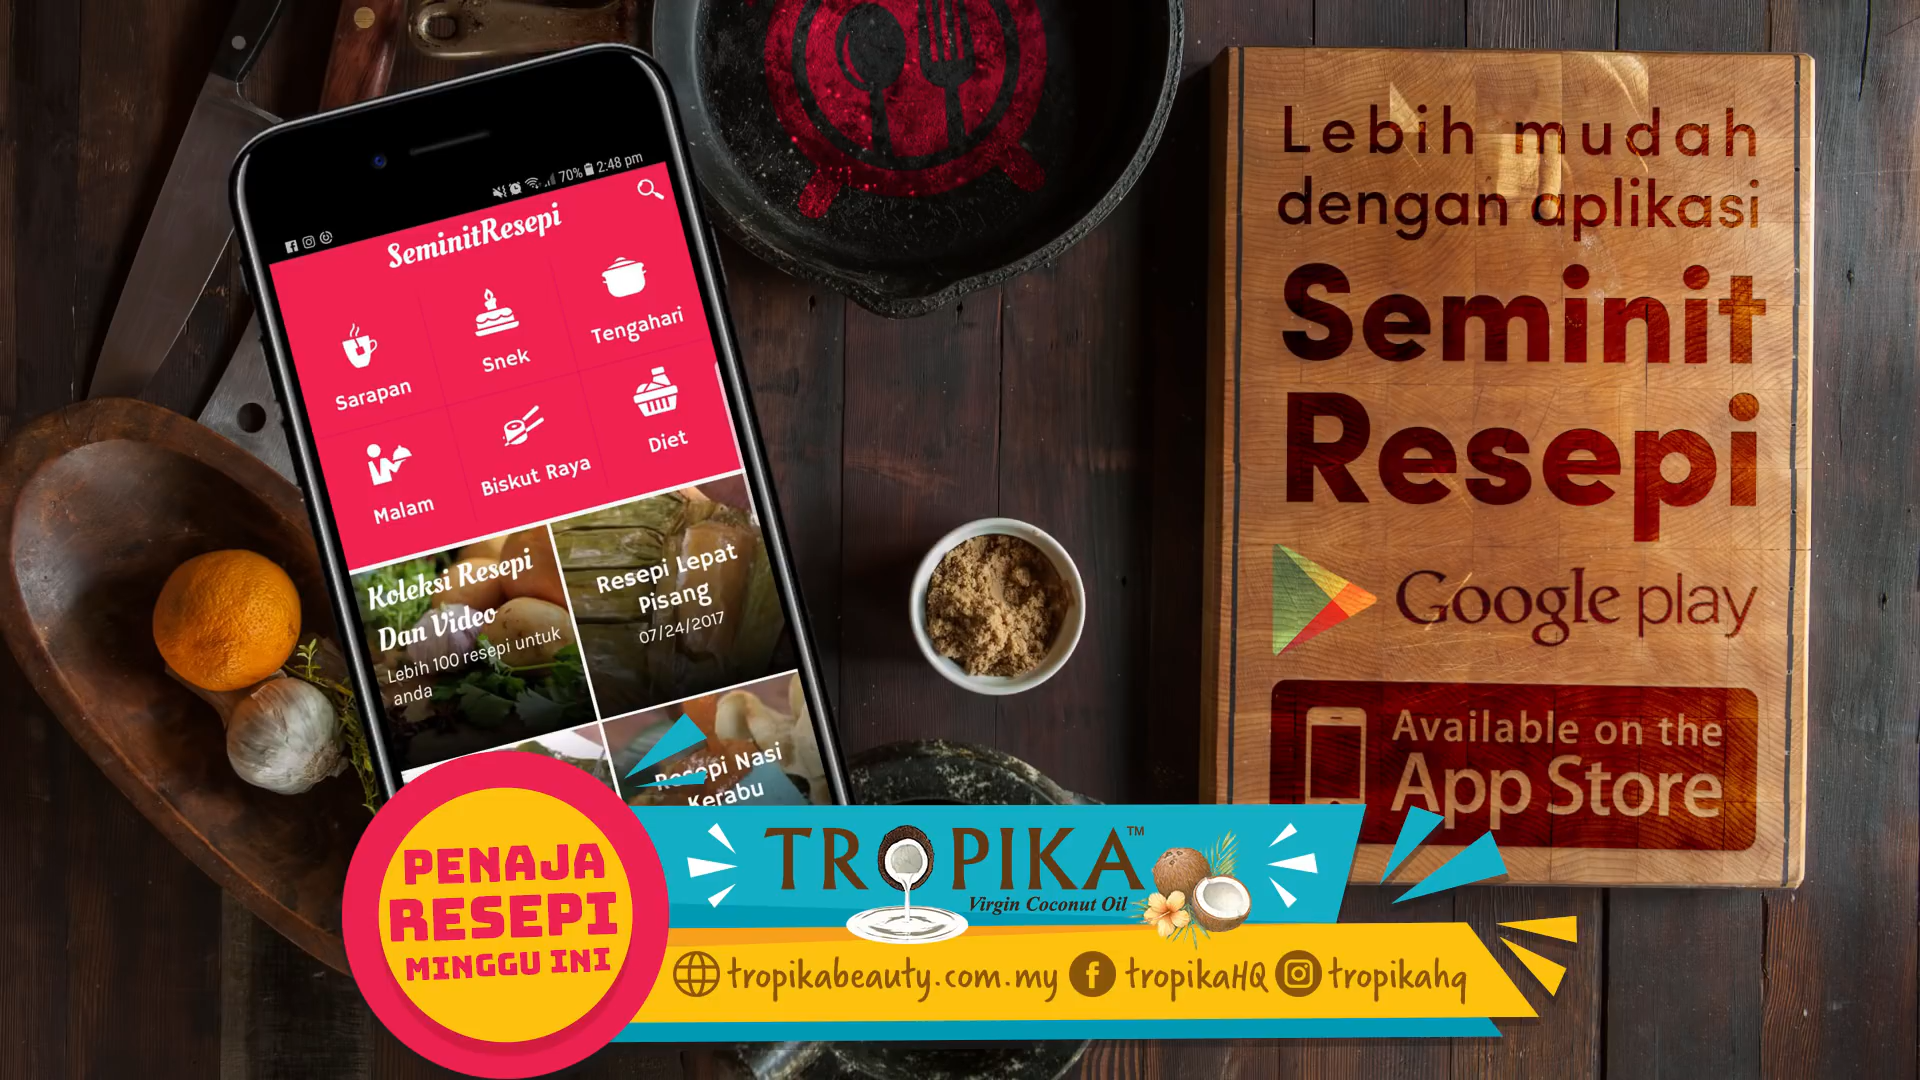 70% 2:48 pm
SeminitResepi
Sarapan
Snek
Tengahari
Malam
Biskut Raya
Diet
Koleksi Resepi
Dan Video
Lebih 100 resepi untuk
anda
Resepi Lepat
Pisang
07/24/2017
Resepi Nasi
Kerabu
Lebih mudah
dengan aplikasi
Seminit
Resepi
Google play
Available on the
App Store
PENAJA
RESEPI
MINGGU INI
TROPIKA™
Virgin Coconut Oil
tropikabeauty.com.my tropikaHQ tropikahq